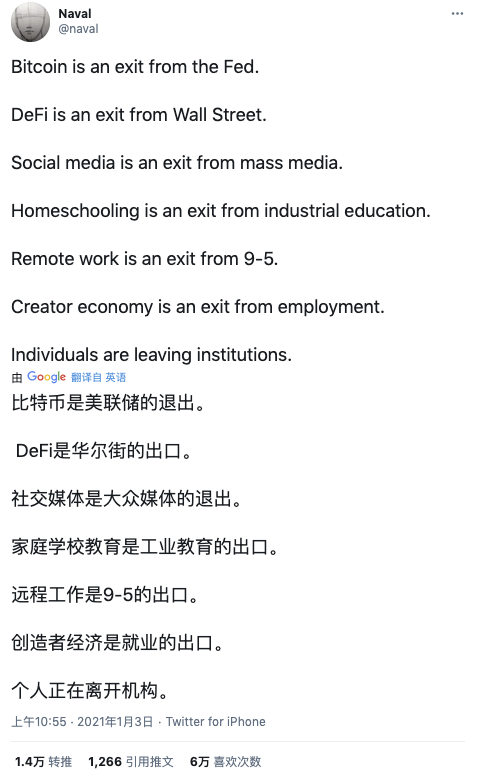 Naval
@naval
Bitcoin is an exit from the Fed.
DeFi is an exit from Wall Street.
Social media is an exit from mass media.
Homeschooling is an exit from industrial education.
Remote work is an exit from 9-5.
Creator economy is an exit from employment.
Individuals are leaving institutions.
由 Google 翻译自 英语
比特币是美联储的退出。
DeFi是华尔街的出口。
社交媒体是大众媒体的退出。
家庭学校教育是工业教育的出口。
远程工作是9-5的出口。
创造者经济是就业的出口。
个人正在离开机构。
上午10:55 · 2021年1月3日 · Twitter for iPhone
1.4万 转推 1,266 引用推文 6万 喜欢次数